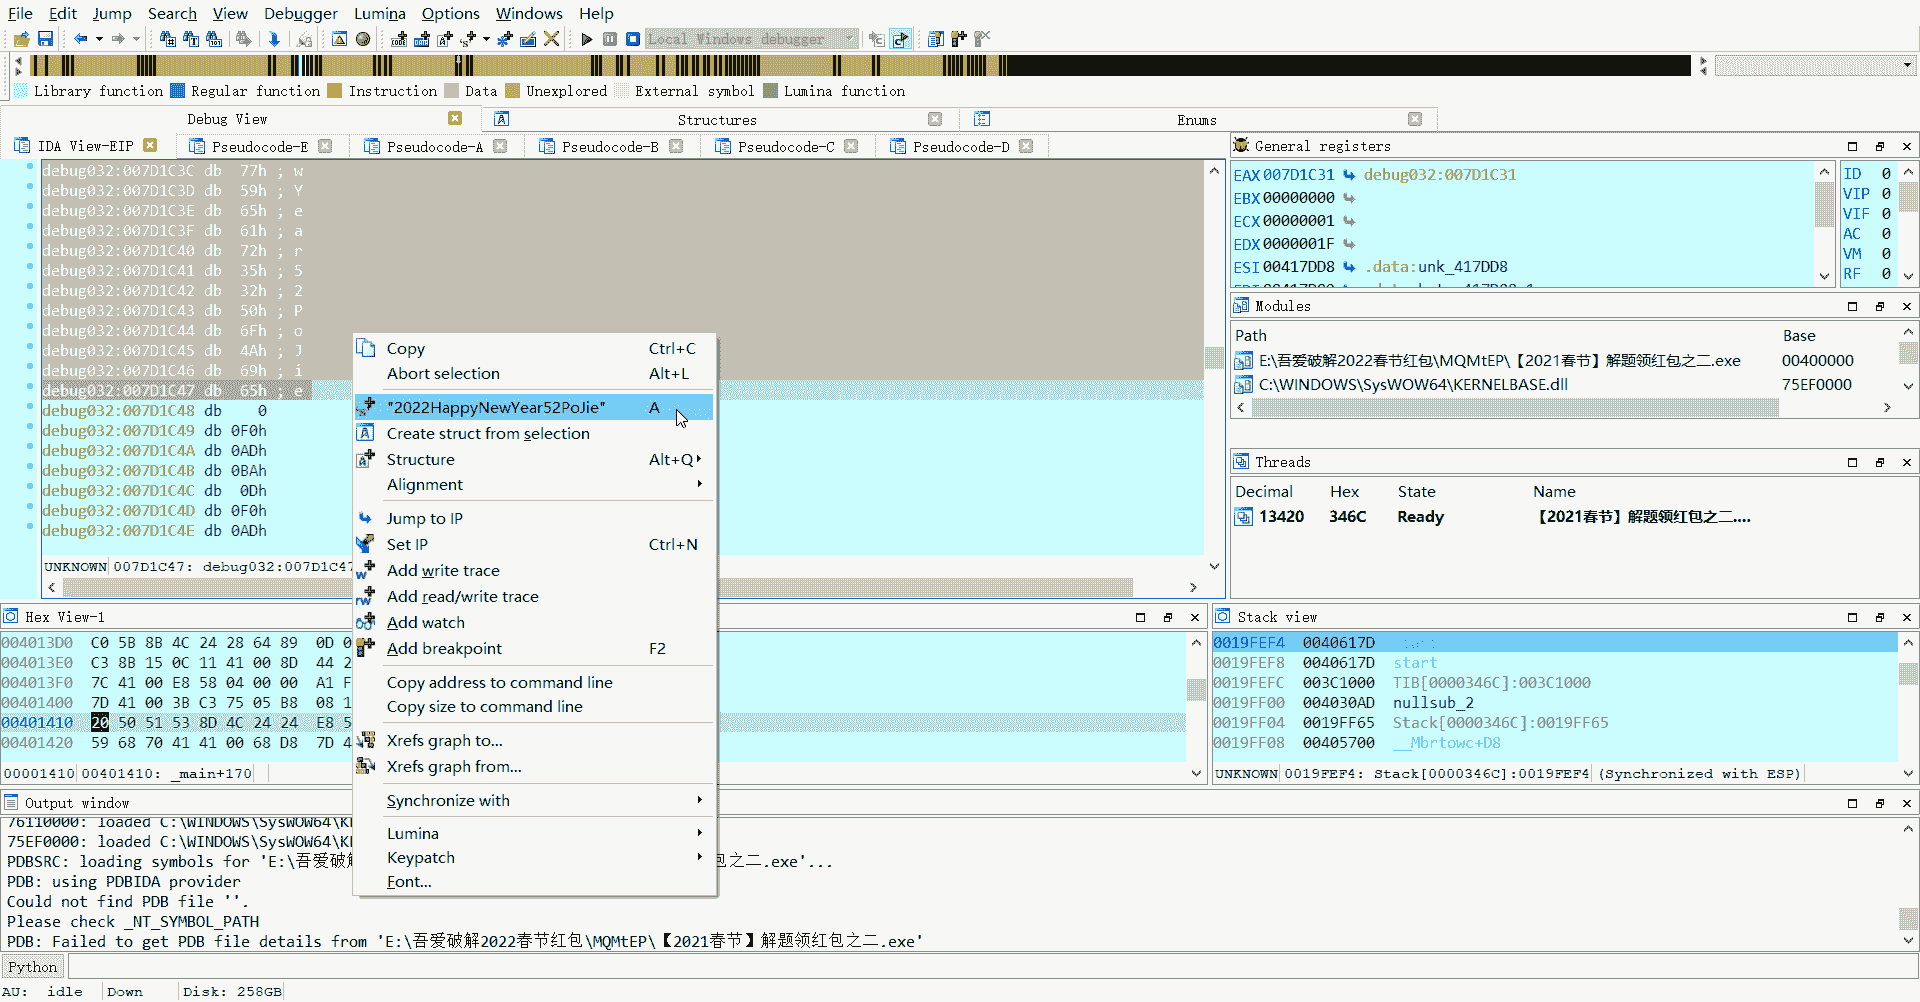 File Edit Jump Search View Debugger Lumina Options Windows Help
Local Windows debugger
Library function Regular function Instruction Data Unexplored External symbol Lumina function
Debug View Structures Enums
IDA View-EIP Pseudocode-E Pseudocode-A Pseudocode-B Pseudocode-C Pseudocode-D
debug032:007D1C3C db 77h ; w
debug032:007D1C3D db 59h ; Y
debug032:007D1C3E db 65h ; e
debug032:007D1C3F db 61h ; a
debug032:007D1C40 db 72h ; r
debug032:007D1C41 db 35h ; 5
debug032:007D1C42 db 32h ; 2
debug032:007D1C43 db 50h ; P
debug032:007D1C44 db 6Fh ; o
debug032:007D1C45 db 4Ah ; J
debug032:007D1C46 db 69h ; i
debug032:007D1C47 db 65h ; e
debug032:007D1C48 db 0
debug032:007D1C49 db 0F0h
debug032:007D1C4A db 0ADh
debug032:007D1C4B db 0BAh
debug032:007D1C4C db 0Dh
debug032:007D1C4D db 0F0h
debug032:007D1C4E db 0ADh
UNKNOWN 007D1C47: debug032:007D1C47
Copy Ctrl+C
Abort selection Alt+L
"2022HappyNewYear52PoJie" A
Create struct from selection
Structure Alt+Q
Alignment
Jump to IP
Set IP Ctrl+N
Add write trace
Add read/write trace
Add watch
Add breakpoint F2
Copy address to command line
Copy size to command line
Xrefs graph to...
Xrefs graph from...
Synchronize with
Lumina
Keypatch
Font...
General registers
EAX 007D1C31 debug032:007D1C31
EBX 00000000
ECX 00000001
EDX 0000001F
ESI 00417DD8 .data:unk_417DD8
ID 0
VIP 0
VIF 0
AC 0
VM 0
RF 0
Modules
Path Base
E:\吾爱破解2022春节红包\MQMtEP\【2021春节】解题领红包之二.exe 00400000
C:\WINDOWS\SysWOW64\KERNELBASE.dll 75EF0000
Threads
Decimal Hex State Name
13420 346C Ready 【2021春节】解题领红包之二....
Hex View-1
004013D0 C0 5B 8B 4C 24 28 64 89 0D 0
004013E0 C3 8B 15 0C 11 41 00 8D 44 2
004013F0 7C 41 00 E8 58 04 00 00 A1 F
00401400 7D 41 00 3B C3 75 05 B8 08 1
00401410 20 50 51 53 8D 4C 24 24 E8 5
00401420 59 68 70 41 41 00 68 D8 7D 4
00001410 00401410: _main+170
Stack view
0019FEF4 0040617D
0019FEF8 0040617D start
0019FEFC 003C1000 TIB[0000346C]:003C1000
0019FF00 004030AD nullsub_2
0019FF04 0019FF65 Stack[0000346C]:0019FF65
0019FF08 00405700 __Mbrtowc+D8
UNKNOWN 0019FEF4: Stack[0000346C]:0019FEF4 (Synchronized with ESP)
Output window
76110000: loaded C:\WINDOWS\SysWOW64\KE
75EF0000: loaded C:\WINDOWS\SysWOW64\KE
PDBSRC: loading symbols for 'E:\吾爱破解 包之二.exe'...
PDB: using PDBIDA provider
Could not find PDB file ''.
Please check _NT_SYMBOL_PATH
PDB: Failed to get PDB file details from 'E:\吾爱破解2022春节红包\MQMtEP\【2021春节】解题领红包之二.exe'
Python
AU: idle Down Disk: 258GB